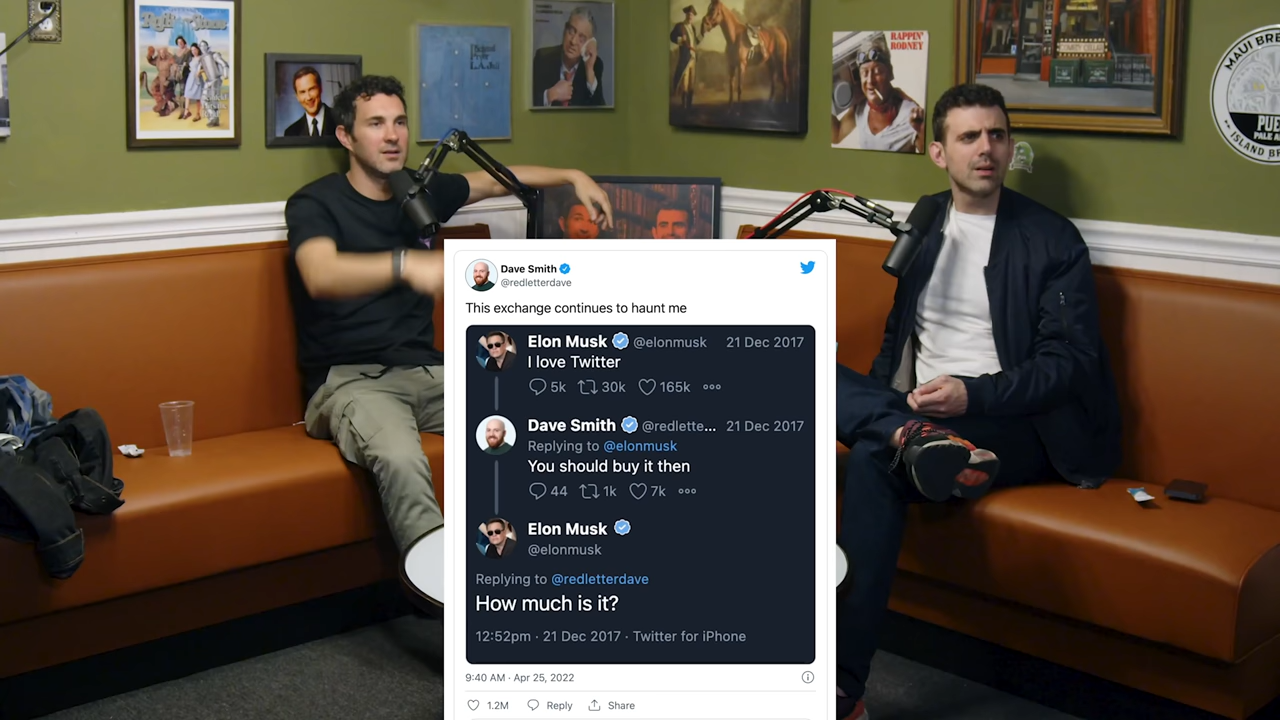 RAPPIN'
RODNEY
MAUI BRE
ISLAND BR
Dave Smith
@redletterdave
This exchange continues to haunt me
Elon Musk @elonmusk 21 Dec 2017
I love Twitter
5k 30k 165k
Dave Smith @redlette... 21 Dec 2017
Replying to @elonmusk
You should buy it then
44 1k 7k
Elon Musk
@elonmusk
Replying to @redletterdave
How much is it?
12:52pm · 21 Dec 2017 · Twitter for iPhone
9:40 AM · Apr 25, 2022
1.2M Reply Share